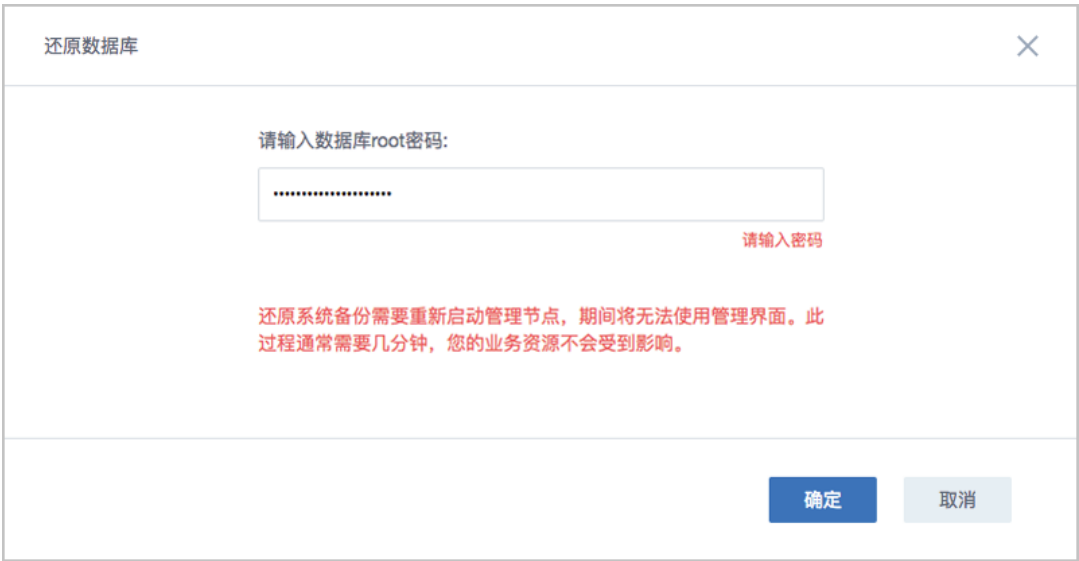 还原数据库
请输入数据库root密码:
•••••••••••••••••••••
请输入密码
还原系统备份需要重新启动管理节点，期间将无法使用管理界面。此
过程通常需要几分钟，您的业务资源不会受到影响。
确定
取消